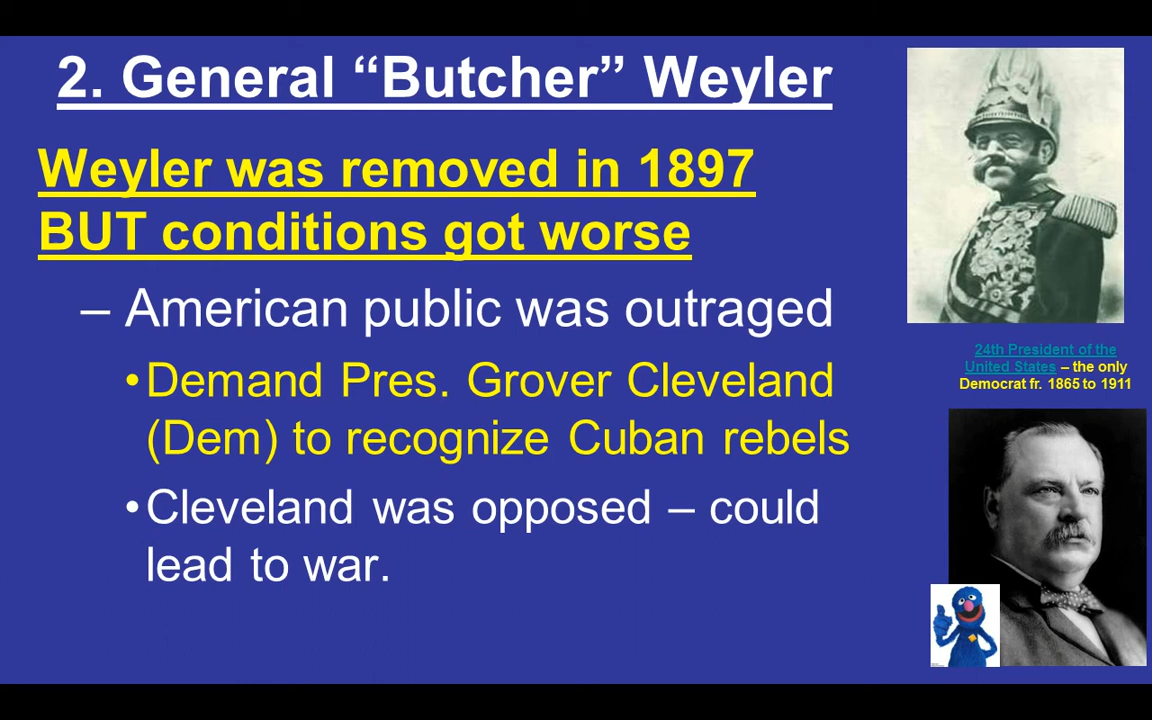 2. General “Butcher” Weyler
Weyler was removed in 1897
BUT conditions got worse
– American public was outraged
•Demand Pres. Grover Cleveland
(Dem) to recognize Cuban rebels
•Cleveland was opposed – could
lead to war.
24th President of the
United States – the only
Democrat fr. 1865 to 1911